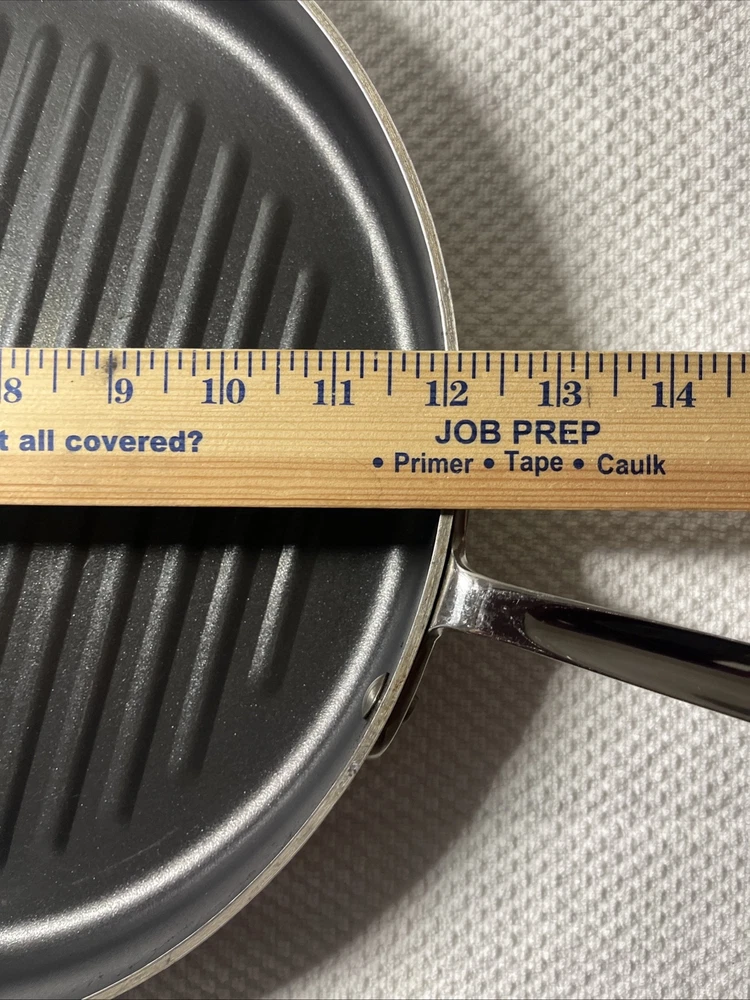 8 9 10 11 12 13 14
t all covered? JOB PREP
• Primer • Tape • Caulk